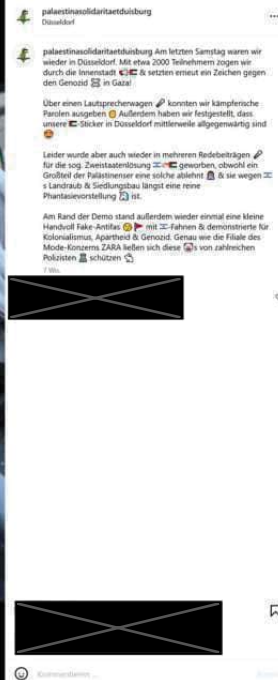 palaestinasolidaritaetduisburg
Düsseldorf
palaestinasolidaritaetduisburg Am letzten Samstag waren wir
wieder in Düsseldorf. Mit etwa 2000 Teilnehmern zogen wir
durch die Innenstadt & setzten erneut ein Zeichen gegen
den Genozid in Gaza!
Über einen Lautsprecherwagen konnten wir kämpferische
Parolen ausgeben Außerdem haben wir festgestellt, dass
unsere 🇵🇸-Sticker in Düsseldorf mittlerweile allgegenwärtig sind
Leider wurde aber auch wieder in mehreren Redebeiträgen
für die sog. Zweistaatenlösung geworben, obwohl ein
Großteil der Palästinenser eine solche ablehnt & sie wegen
s Landraub & Siedlungsbau längst eine reine
Phantasievorstellung ist.
Am Rand der Demo stand außerdem wieder einmal eine kleine
Handvoll Fake-Antifas mit 🇮🇱-Fahnen & demonstrierte für
Kolonialismus, Apartheid & Genozid. Genau wie die Filiale des
Mode-Konzerns ZARA ließen sich diese s von zahlreichen
Polizisten schützen
7 Wo.
Kommentieren ...